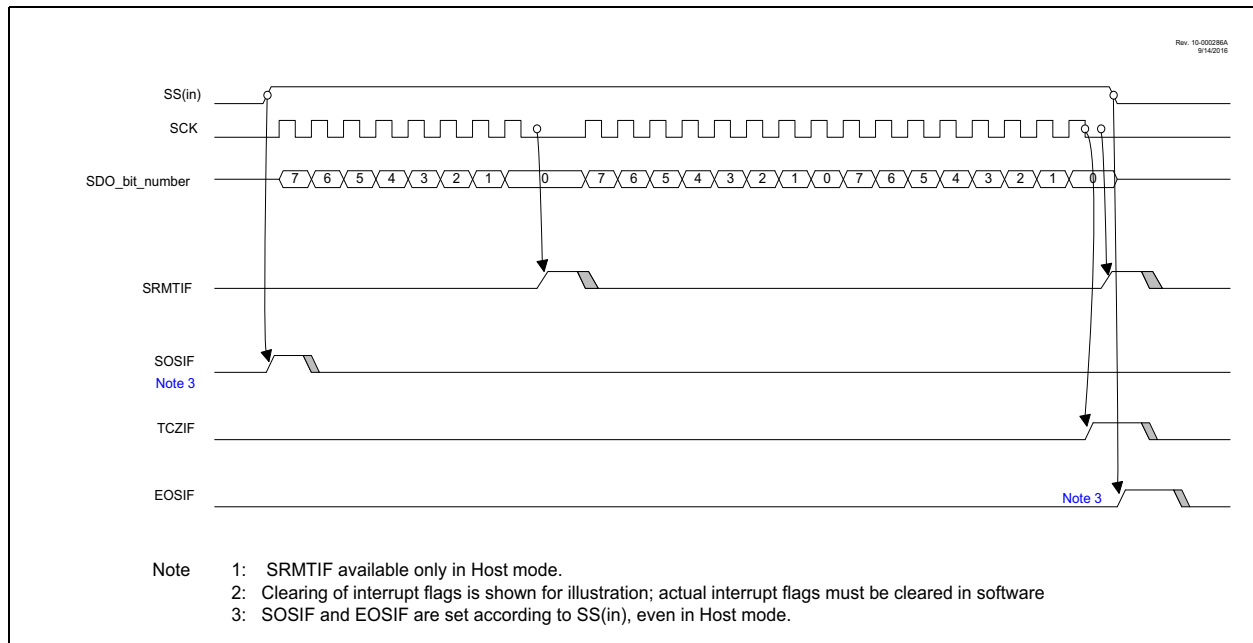 Rev. 10-000286A
9/14/2016
SS(in)
SCK
SDO_bit_number
7 6 5 4 3 2 1 0 7 6 5 4 3 2 1 0 7 6 5 4 3 2 1 0
SRMTIF
SOSIF
Note 3
TCZIF
EOSIF
Note 3
Note 1: SRMTIF available only in Host mode.
2: Clearing of interrupt flags is shown for illustration; actual interrupt flags must be cleared in software
3: SOSIF and EOSIF are set according to SS(in), even in Host mode.